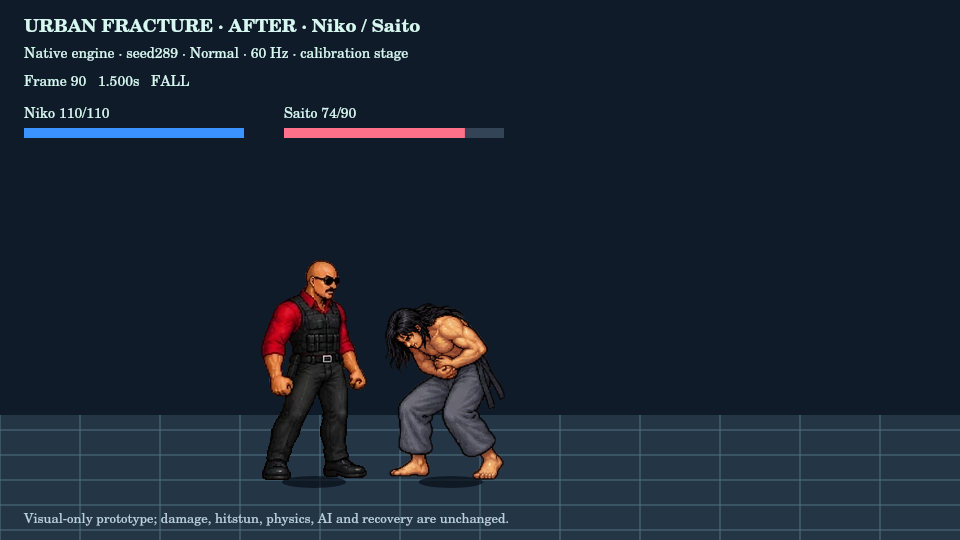 URBAN FRACTURE · AFTER · Niko / Saito
Native engine · seed289 · Normal · 60 Hz · calibration stage
Frame 90 1.500s FALL
Niko 110/110 Saito 74/90
Visual-only prototype; damage, hitstun, physics, AI and recovery are unchanged.